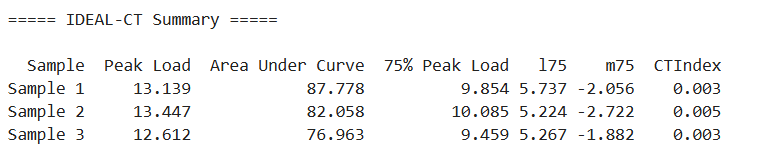 ===== IDEAL-CT Summary =====
Sample Peak Load Area Under Curve 75% Peak Load l75 m75 CTIndex
Sample 1 13.139 87.778 9.854 5.737 -2.056 0.003
Sample 2 13.447 82.058 10.085 5.224 -2.722 0.005
Sample 3 12.612 76.963 9.459 5.267 -1.882 0.003